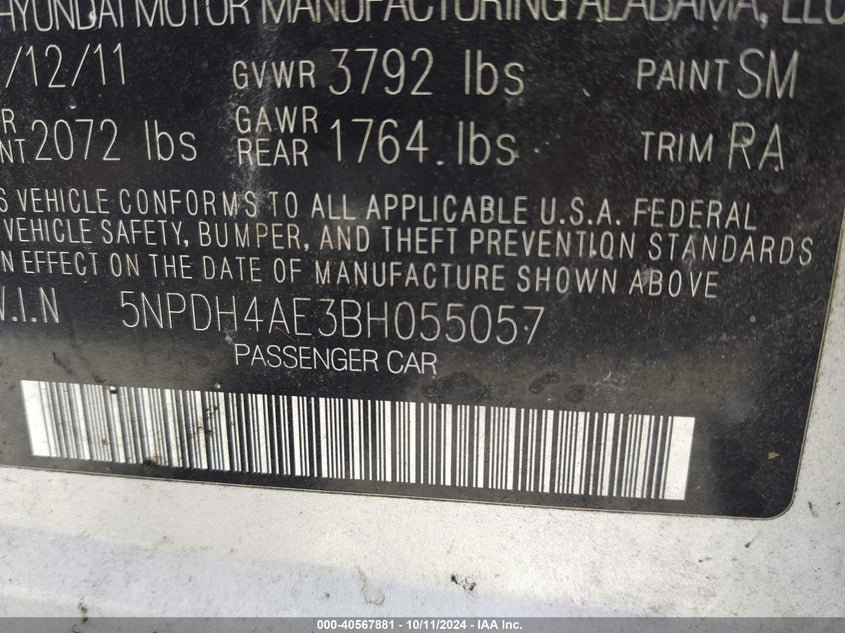 HYUNDAI MOTOR MANUFACTURING ALABAMA, LLC
/12/11 GVWR 3792 lbs PAINT SM
R
NT 2072 lbs GAWR REAR 1764 lbs TRIM RA
S VEHICLE CONFORMS TO ALL APPLICABLE U.S.A. FEDERAL
VEHICLE SAFETY, BUMPER, AND THEFT PREVENTION STANDARDS
N EFFECT ON THE DATE OF MANUFACTURE SHOWN ABOVE
V.I.N 5NPDH4AE3BH055057
PASSENGER CAR
000-40567881 - 10/11/2024 - IAA Inc.